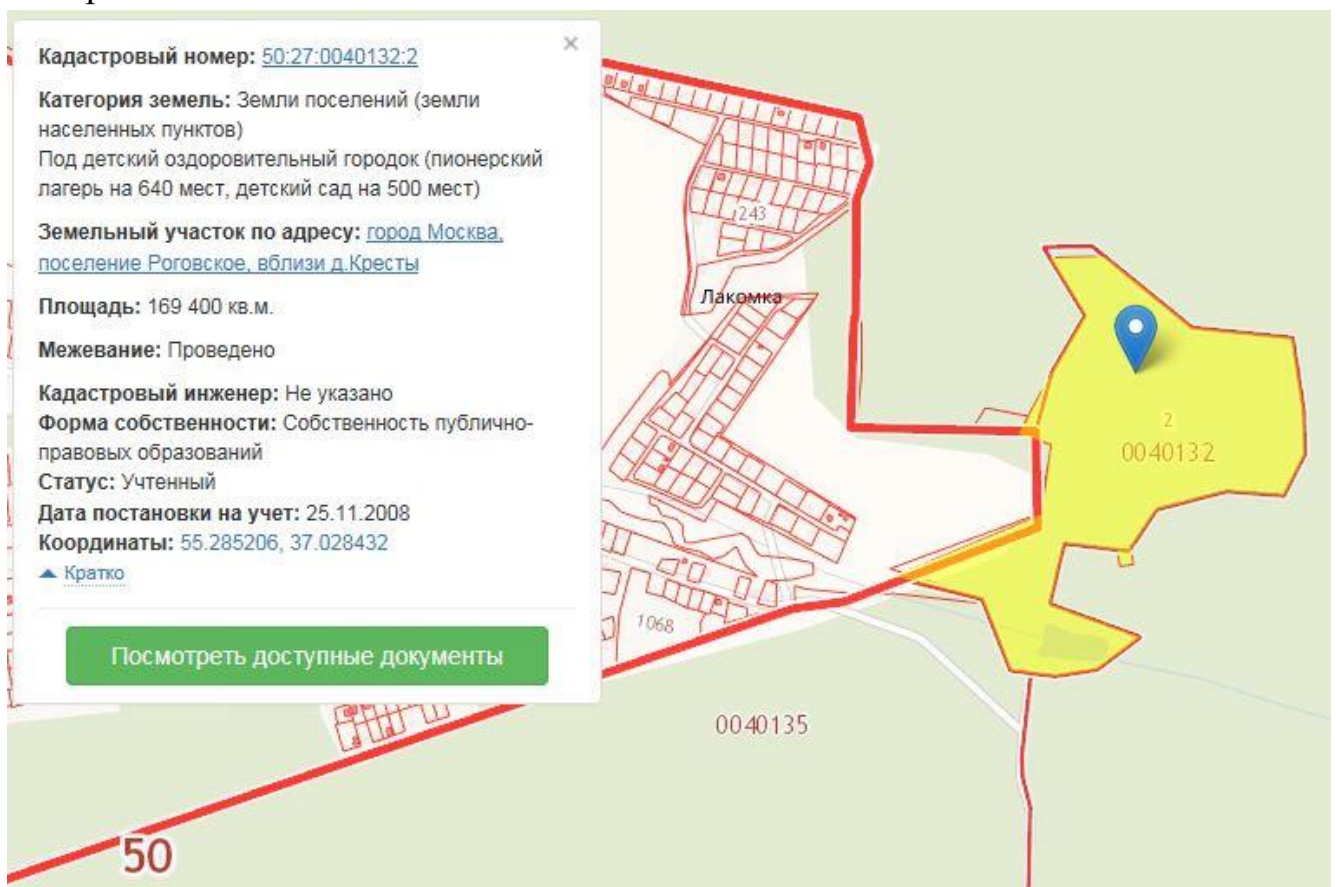 Кадастровый номер: 50:27:0040132:2
Категория земель: Земли поселений (земли
населенных пунктов)
Под детский оздоровительный городок (пионерский
лагерь на 640 мест, детский сад на 500 мест)
Земельный участок по адресу: город Москва,
поселение Роговское, вблизи д.Кресты
Площадь: 169 400 кв.м.
Межевание: Проведено
Кадастровый инженер: Не указано
Форма собственности: Собственность публично-
правовых образований
Статус: Учтенный
Дата постановки на учет: 25.11.2008
Координаты: 55.285206, 37.028432
Кратко
Посмотреть доступные документы
243
Лакомка
2
0040132
1068
0040135
50